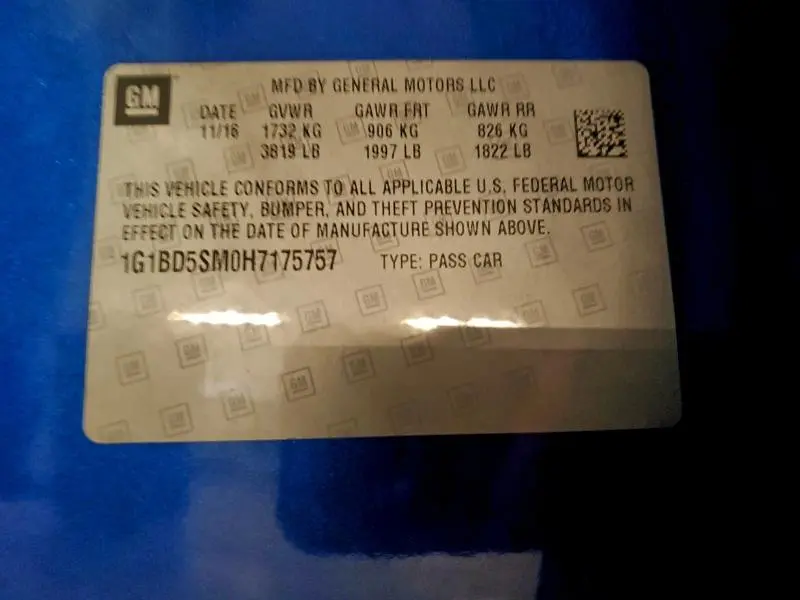 GM
MFD BY GENERAL MOTORS LLC
DATE GVWR GAWR FRT GAWR RR
11/16 1732 KG 906 KG 826 KG
3819 LB 1997 LB 1822 LB
THIS VEHICLE CONFORMS TO ALL APPLICABLE U.S. FEDERAL MOTOR
VEHICLE SAFETY, BUMPER, AND THEFT PREVENTION STANDARDS IN
EFFECT ON THE DATE OF MANUFACTURE SHOWN ABOVE.
1G1BD5SM0H7175757 TYPE: PASS CAR